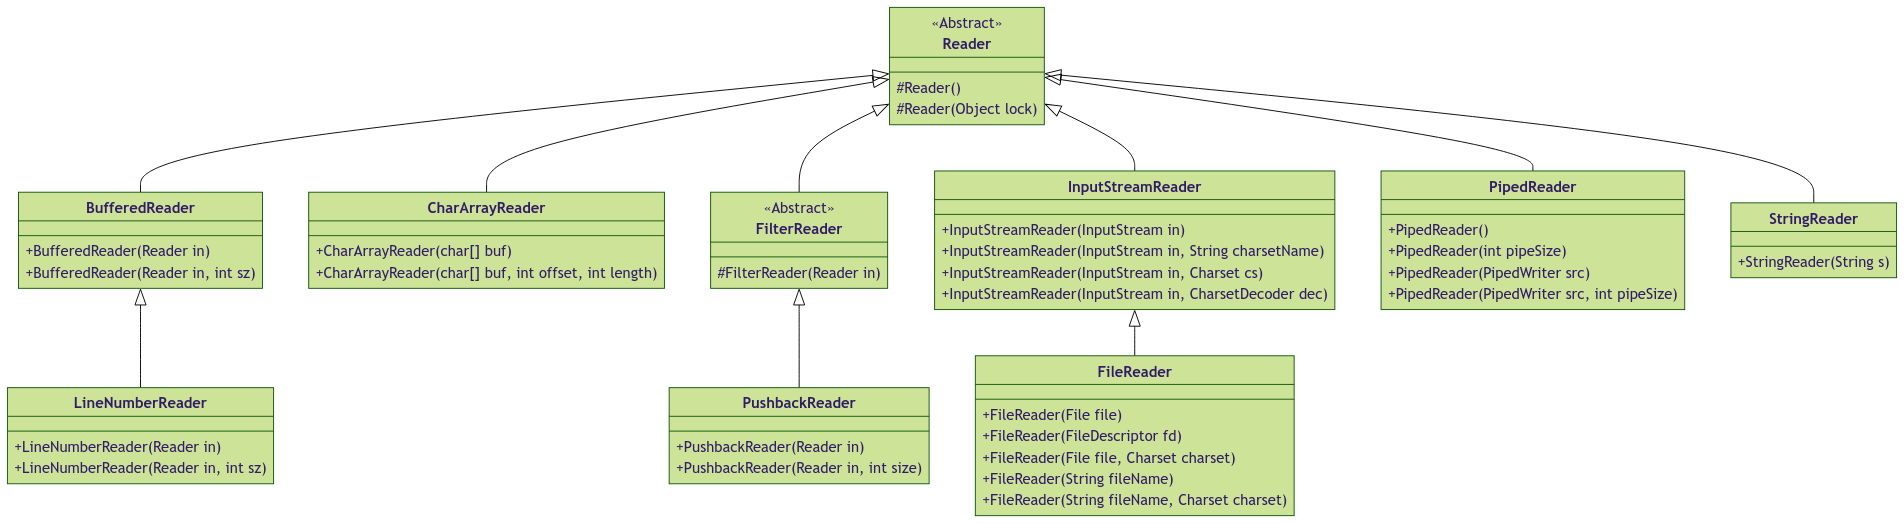 «Abstract»
Reader
#Reader()
#Reader(Object lock)
BufferedReader
+BufferedReader(Reader in)
+BufferedReader(Reader in, int sz)
CharArrayReader
+CharArrayReader(char[] buf)
+CharArrayReader(char[] buf, int offset, int length)
«Abstract»
FilterReader
#FilterReader(Reader in)
InputStreamReader
+InputStreamReader(InputStream in)
+InputStreamReader(InputStream in, String charsetName)
+InputStreamReader(InputStream in, Charset cs)
+InputStreamReader(InputStream in, CharsetDecoder dec)
PipedReader
+PipedReader()
+PipedReader(int pipeSize)
+PipedReader(PipedWriter src)
+PipedReader(PipedWriter src, int pipeSize)
StringReader
+StringReader(String s)
LineNumberReader
+LineNumberReader(Reader in)
+LineNumberReader(Reader in, int sz)
PushbackReader
+PushbackReader(Reader in)
+PushbackReader(Reader in, int size)
FileReader
+FileReader(File file)
+FileReader(FileDescriptor fd)
+FileReader(File file, Charset charset)
+FileReader(String fileName)
+FileReader(String fileName, Charset charset)